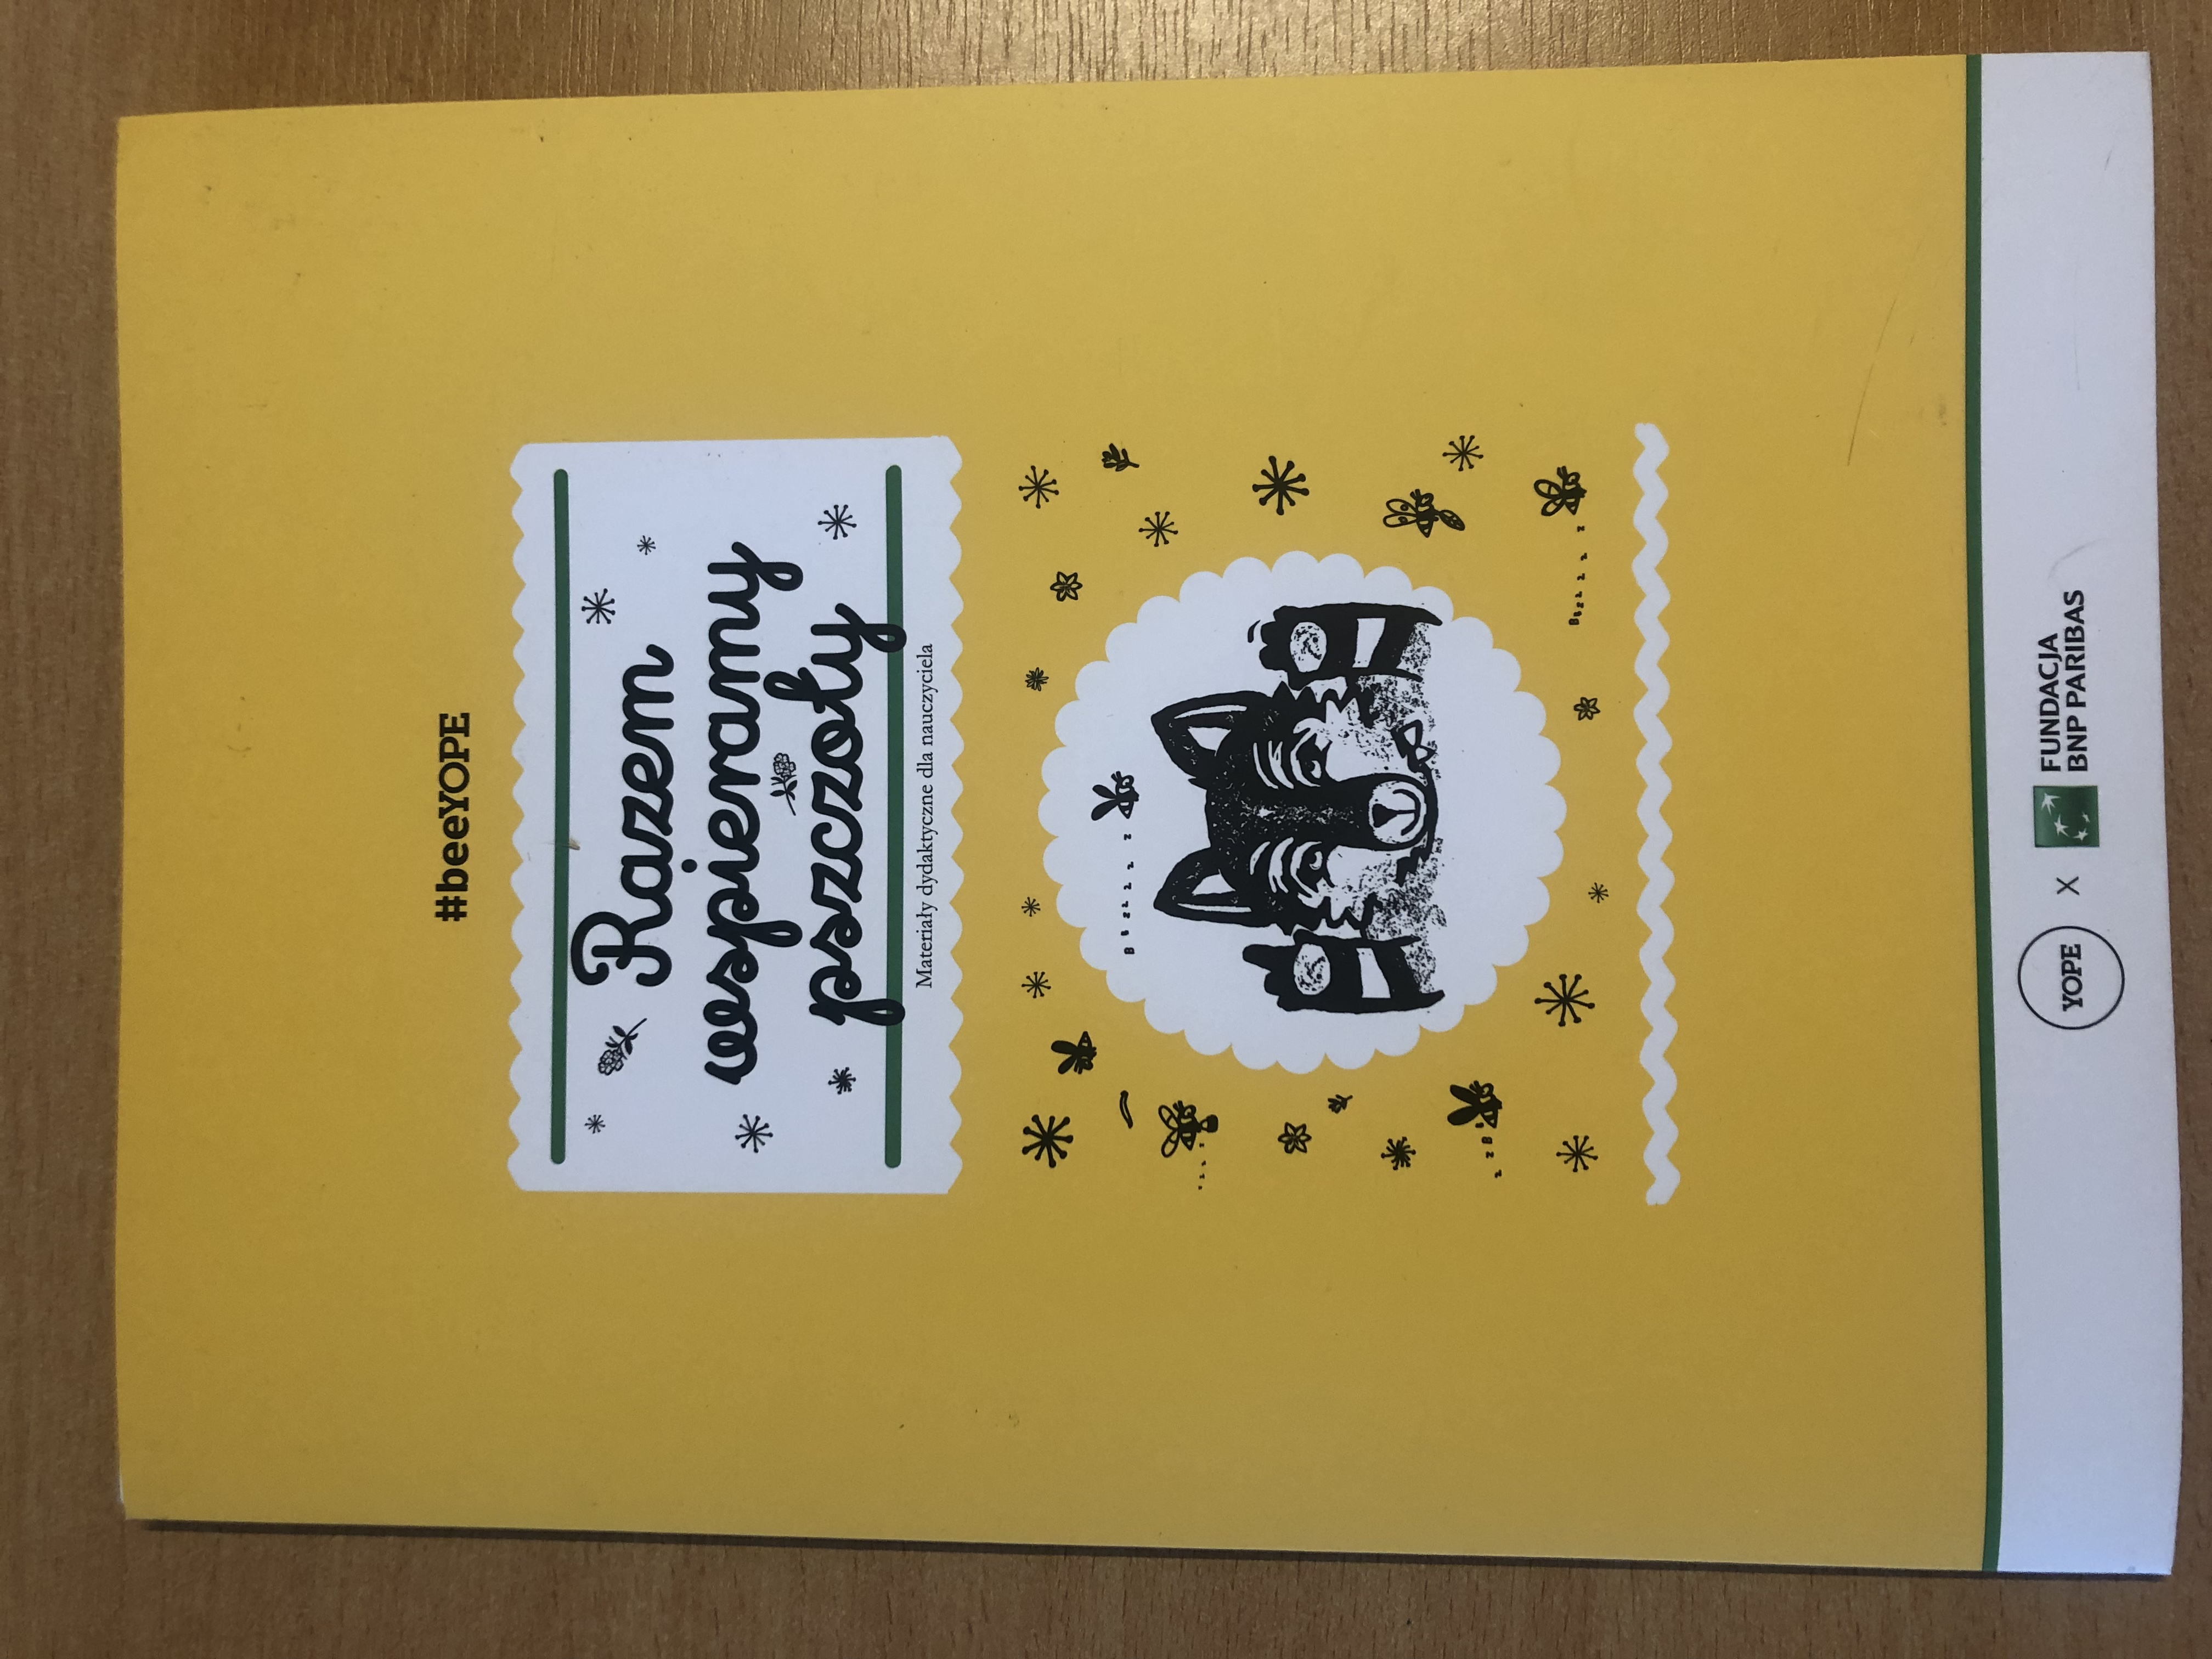 #beeYOPE
Razem
wspieramy
pszczoły
Materiały dydaktyczne dla nauczyciela
YOPE
X
FUNDACJA
BNP PARIBAS